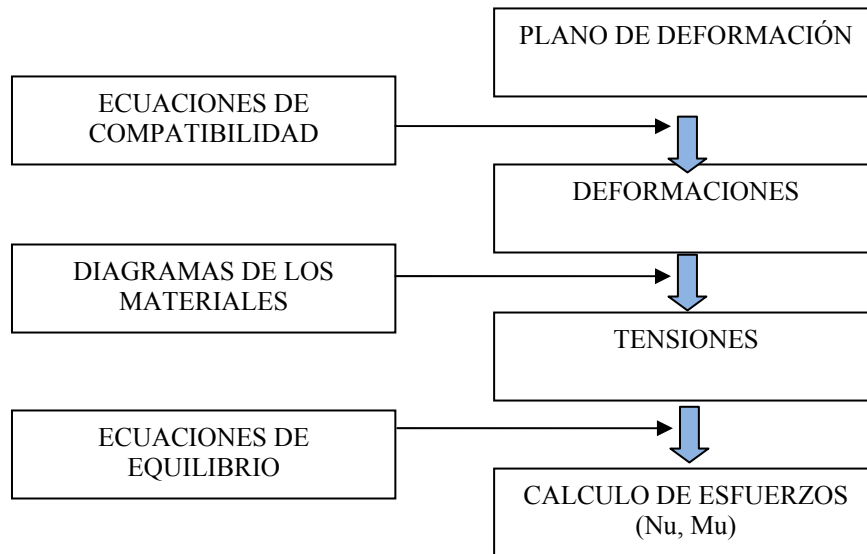 PLANO DE DEFORMACIÓN
ECUACIONES DE
COMPATIBILIDAD
DEFORMACIONES
DIAGRAMAS DE LOS
MATERIALES
TENSIONES
ECUACIONES DE
EQUILIBRIO
CALCULO DE ESFUERZOS
(Nu, Mu)